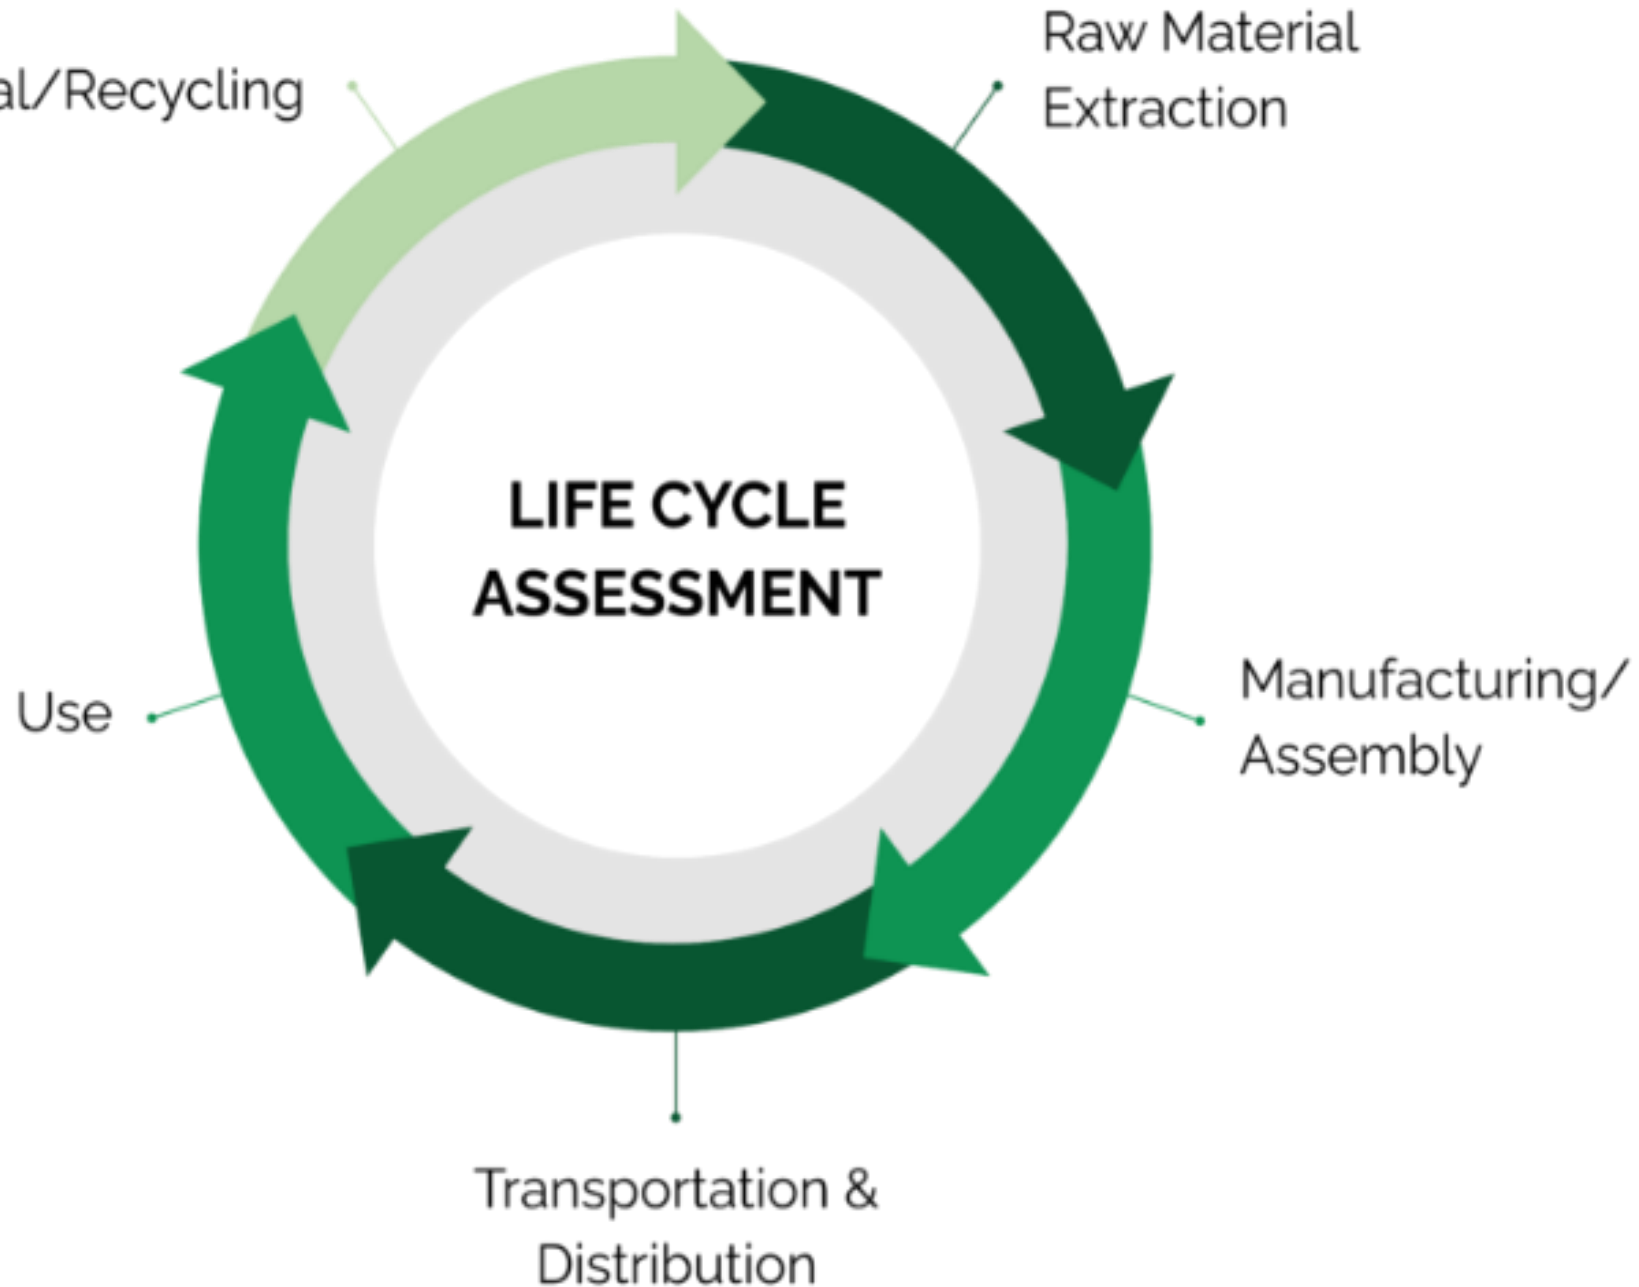 Raw Material
Extraction
Manufacturing/
Assembly
Transportation &
Distribution
Use
al/Recycling
LIFE CYCLE
ASSESSMENT